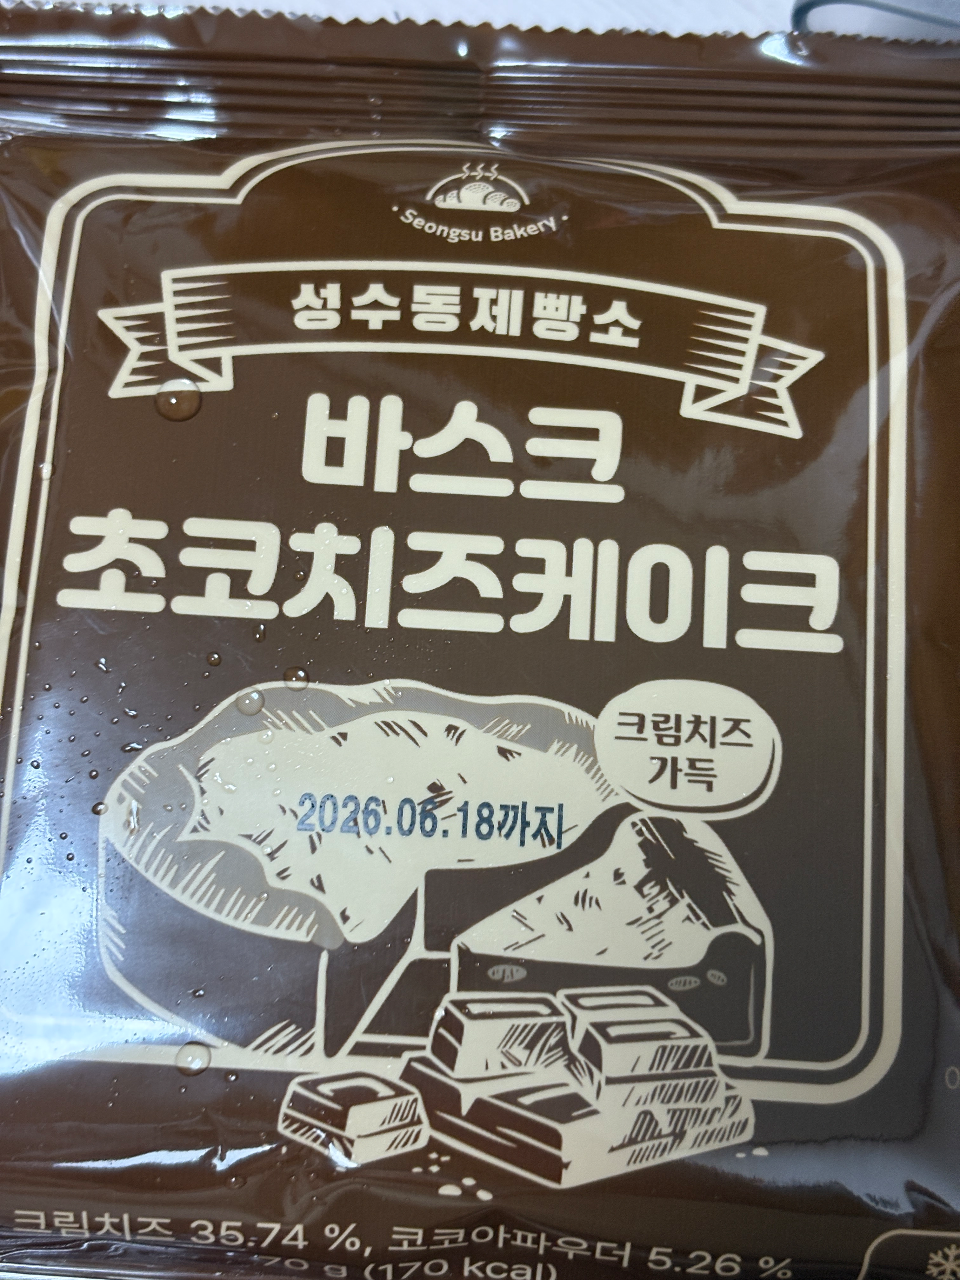 Seongsu Bakery
성수동제빵소
바스크
초코치즈케이크
크림치즈
가득
2026.06.18까지
크림치즈 35.74 %, 코코아파우더 5.26 %
70 g (170 kcal)